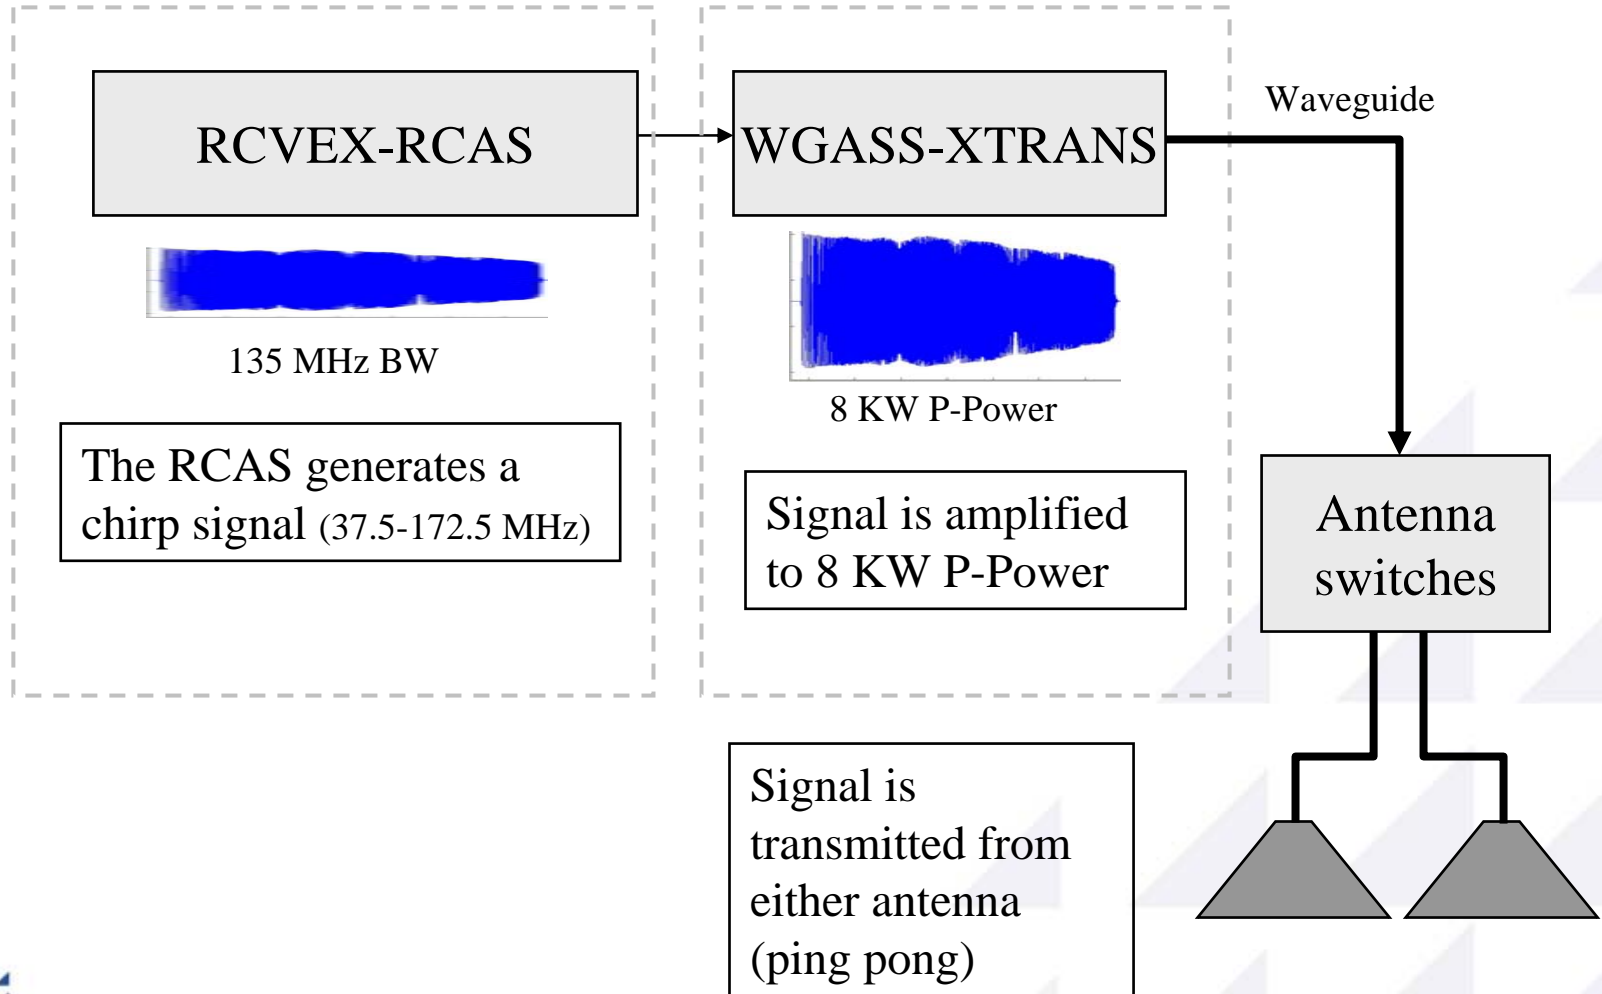 RCVEX-RCAS
WGASS-XTRANS
Waveguide
135 MHz BW
8 KW P-Power
The RCAS generates a
chirp signal (37.5-172.5 MHz)
Signal is amplified
to 8 KW P-Power
Antenna
switches
Signal is
transmitted from
either antenna
(ping pong)